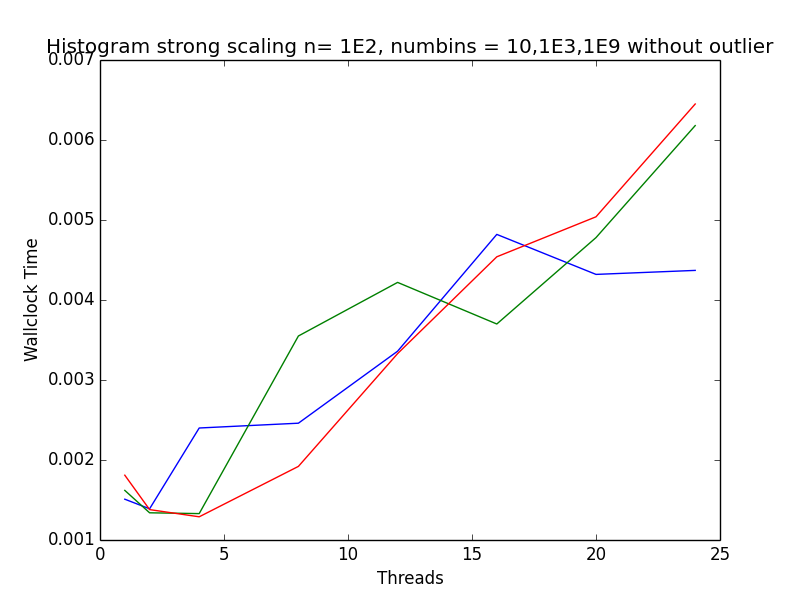 Histogram strong scaling n= 1E2, numbins = 10,1E3,1E9 without outlier
0.007
0.006
0.005
0.004
0.003
0.002
0.001
Wallclock Time
0 5 10 15 20 25
Threads